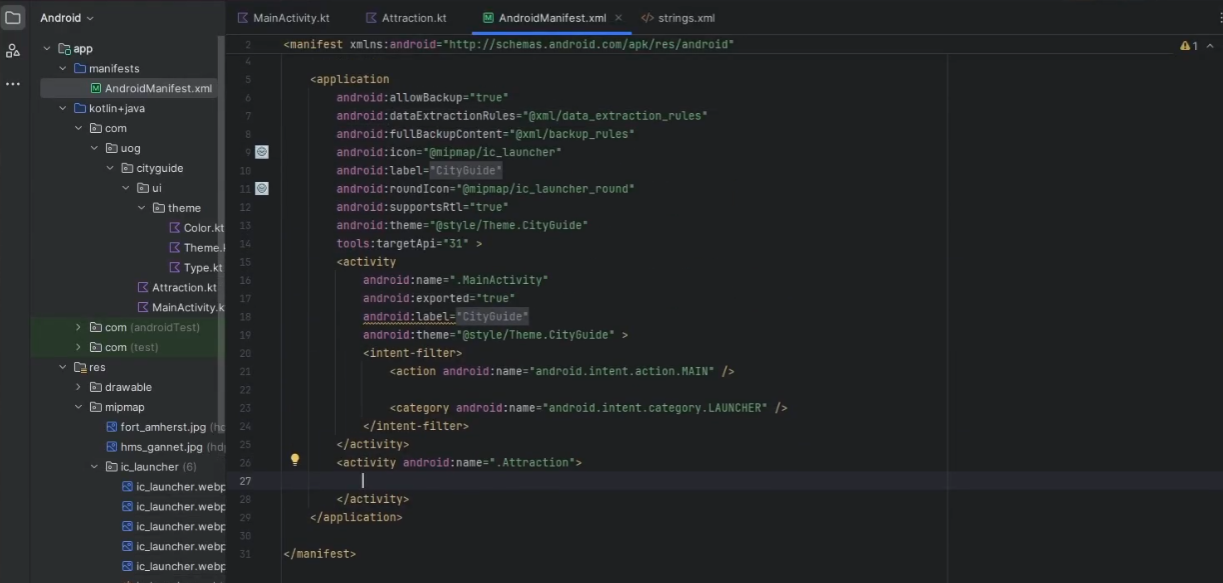 Android
MainActivity.kt
Attraction.kt
AndroidManifest.xml
strings.xml
app
manifests
AndroidManifest.xml
kotlin+java
com
uog
cityguide
ui
theme
Color.kt
Theme.k
Type.kt
Attraction.kt
MainActivity.k
com (androidTest)
com (test)
res
drawable
mipmap
fort_amherst.jpg (hd
hms_gannet.jpg (hd
ic_launcher (6)
ic_launcher.webp
ic_launcher.webp
ic_launcher.webp
ic_launcher.webp
ic_launcher.webp
1
2 <manifest xmlns:android="http://schemas.android.com/apk/res/android"
4
5 <application
6 android:allowBackup="true"
7 android:dataExtractionRules="@xml/data_extraction_rules"
8 android:fullBackupContent="@xml/backup_rules"
9 android:icon="@mipmap/ic_launcher"
10 android:label="CityGuide"
11 android:roundIcon="@mipmap/ic_launcher_round"
12 android:supportsRtl="true"
13 android:theme="@style/Theme.CityGuide"
14 tools:targetApi="31" >
15 <activity
16 android:name=".MainActivity"
17 android:exported="true"
18 android:label="CityGuide"
19 android:theme="@style/Theme.CityGuide" >
20 <intent-filter>
21 <action android:name="android.intent.action.MAIN" />
22
23 <category android:name="android.intent.category.LAUNCHER" />
24 </intent-filter>
25 </activity>
26 <activity android:name=".Attraction">
27
28 </activity>
29 </application>
30
31 </manifest>